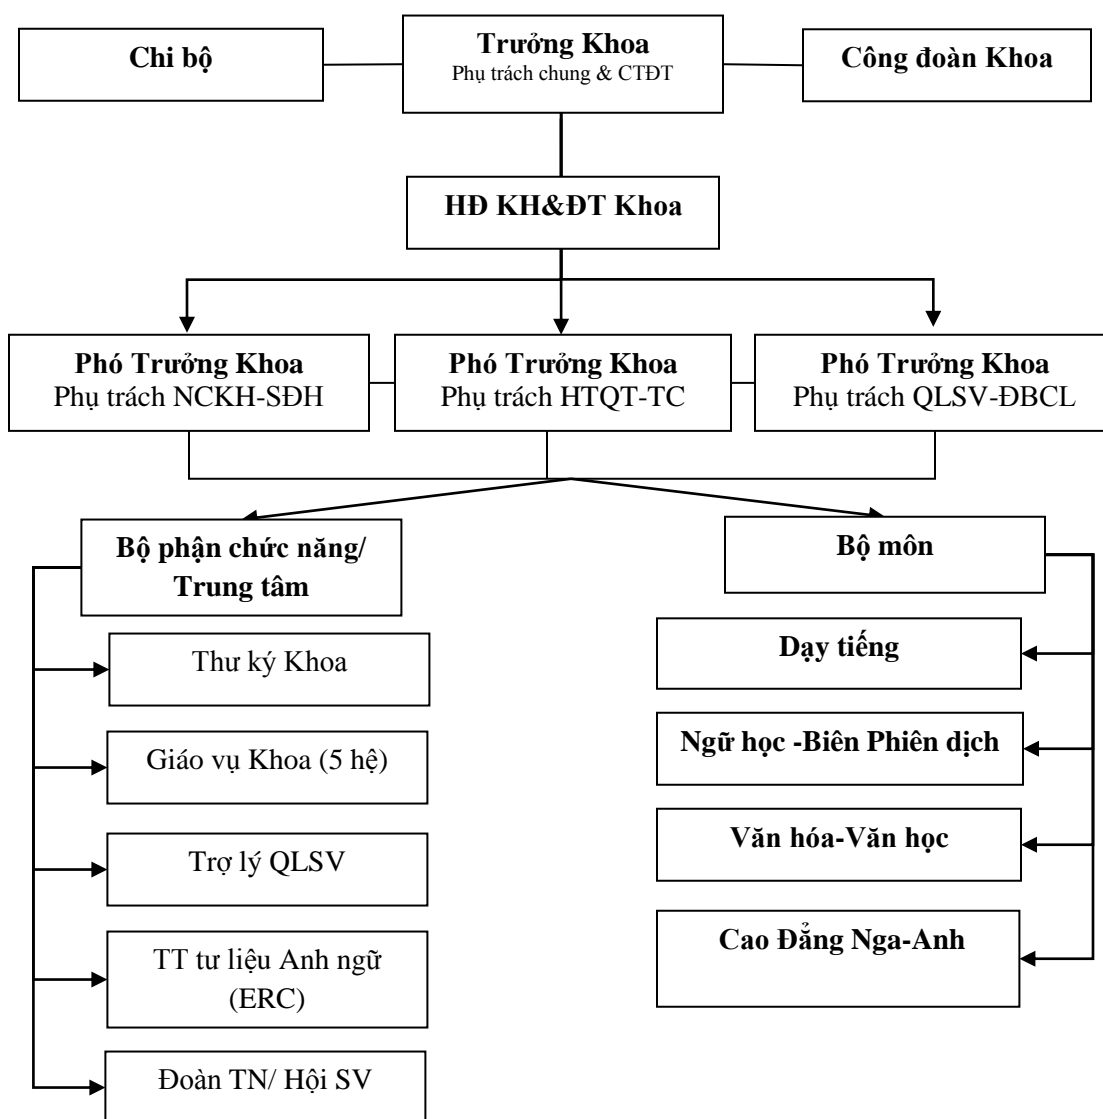 Chi bộ
Trưởng Khoa
Phụ trách chung & CTĐT
Công đoàn Khoa
HĐ KH&ĐT Khoa
Phó Trưởng Khoa
Phụ trách NCKH-SĐH
Phó Trưởng Khoa
Phụ trách HTQT-TC
Phó Trưởng Khoa
Phụ trách QLSV-ĐBCL
Bộ phận chức năng/
Trung tâm
Thư ký Khoa
Giáo vụ Khoa (5 hệ)
Trợ lý QLSV
TT tư liệu Anh ngữ
(ERC)
Đoàn TN/ Hội SV
Bộ môn
Dạy tiếng
Ngữ học -Biên Phiên dịch
Văn hóa-Văn học
Cao Đẳng Nga-Anh